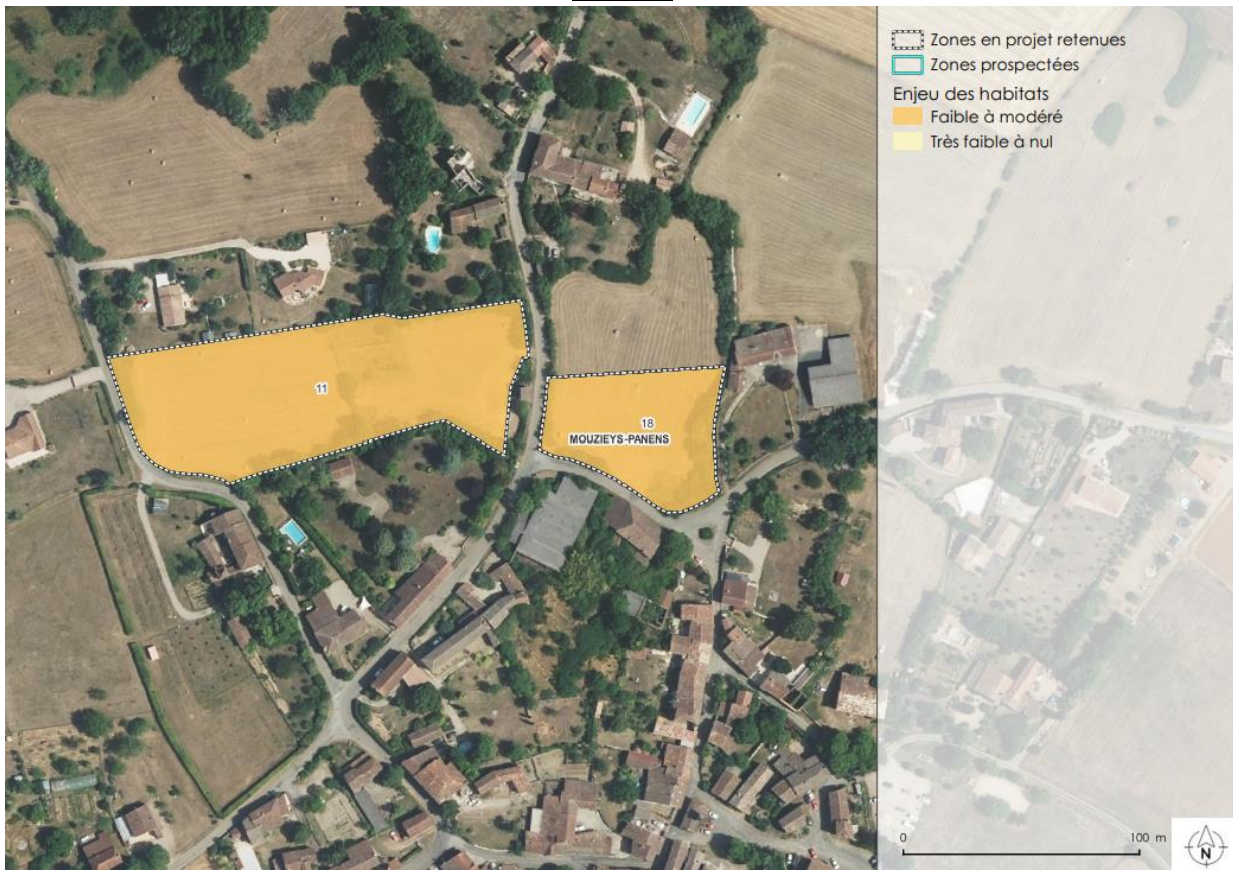 Zones en projet retenues
Zones prospectées
Enjeu des habitats
Faible à modéré
Très faible à nul
11
18
MOUZIEYS-PANENS
0 100 m
N